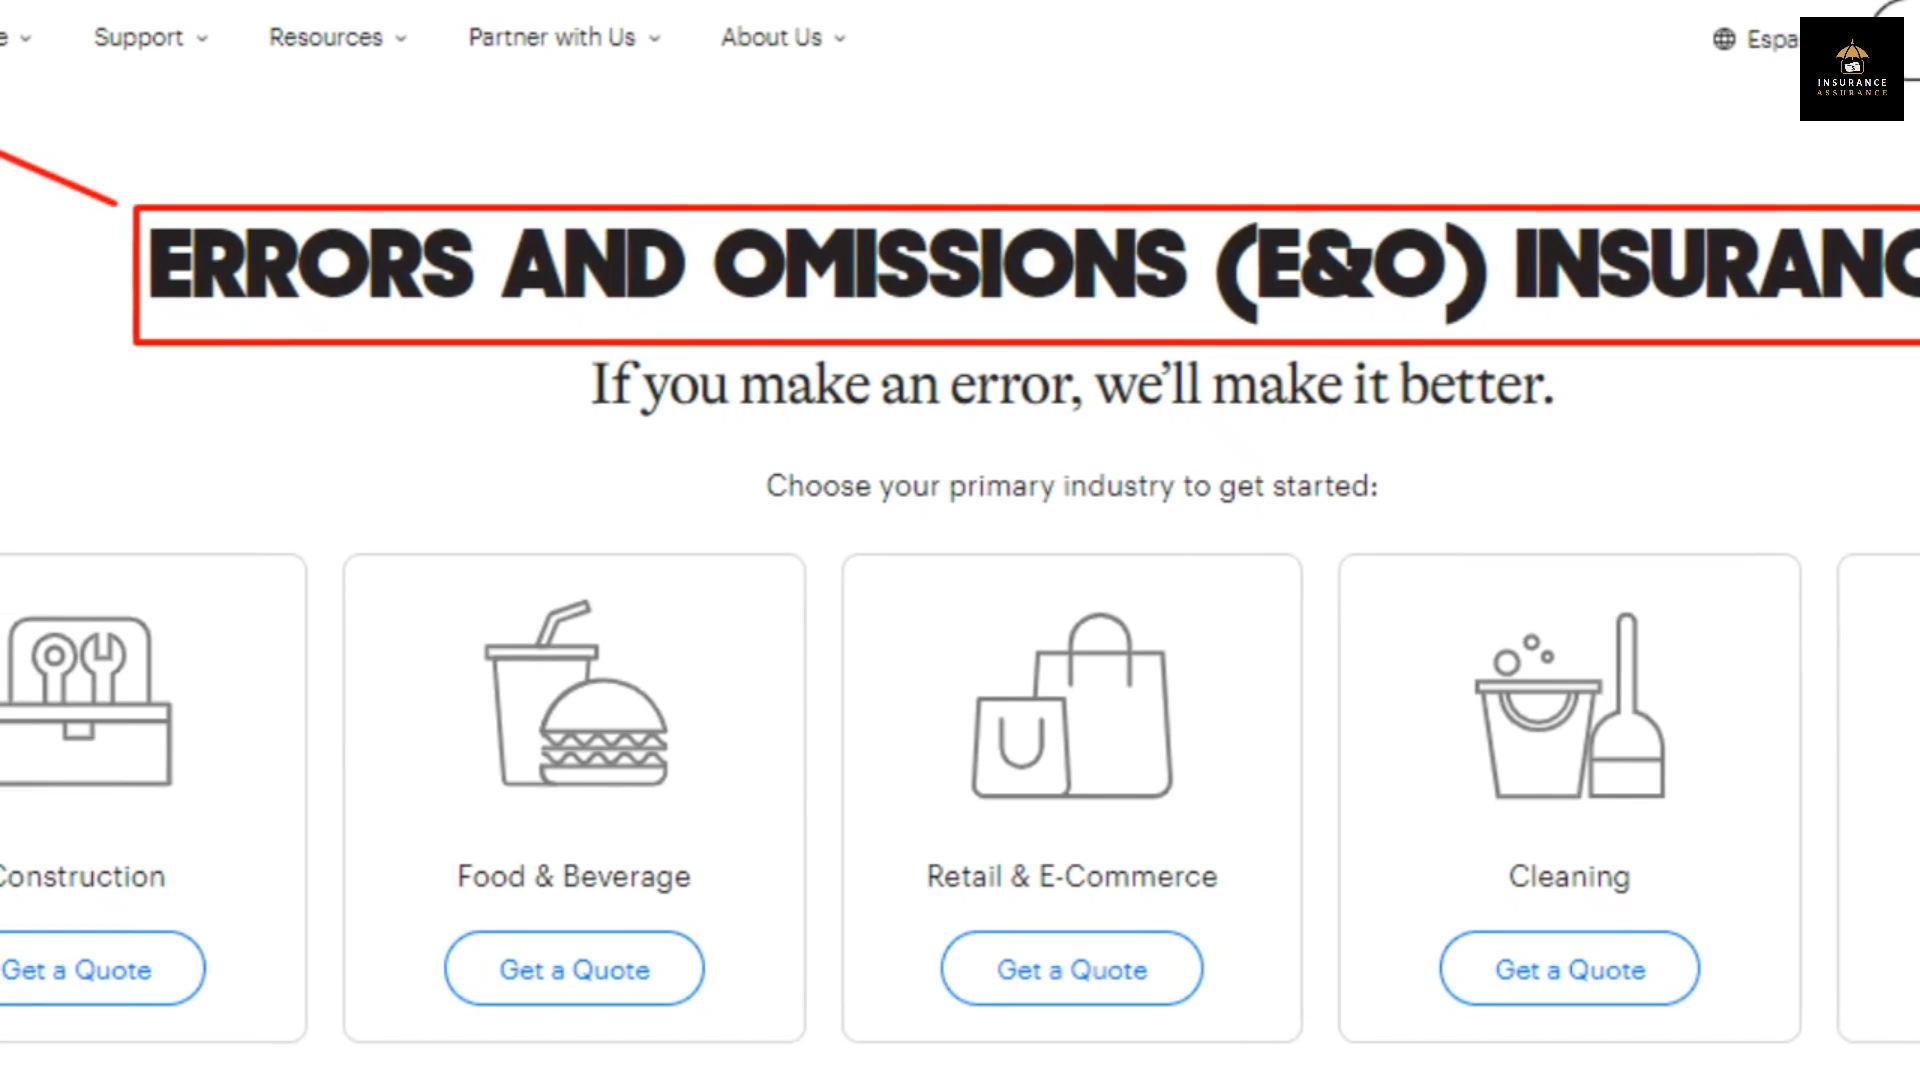 Support
Resources
Partner with Us
About Us
INSURANCE
ASSURANCE
ERRORS AND OMISSIONS (E&O)
If you make an error, we'll make it better.
Choose your primary industry to get started:
Construction
Food & Beverage
Retail & E-Commerce
Cleaning
Get a Quote
Get a Quote
Get a Quote
Get a Quote